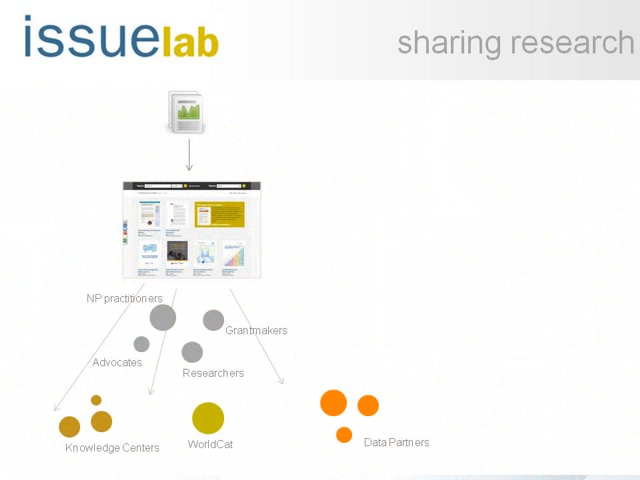 issuelab
sharing research
NP practitioners
Grantmakers
Advocates
Researchers
Knowledge Centers
WorldCat
Data Partners